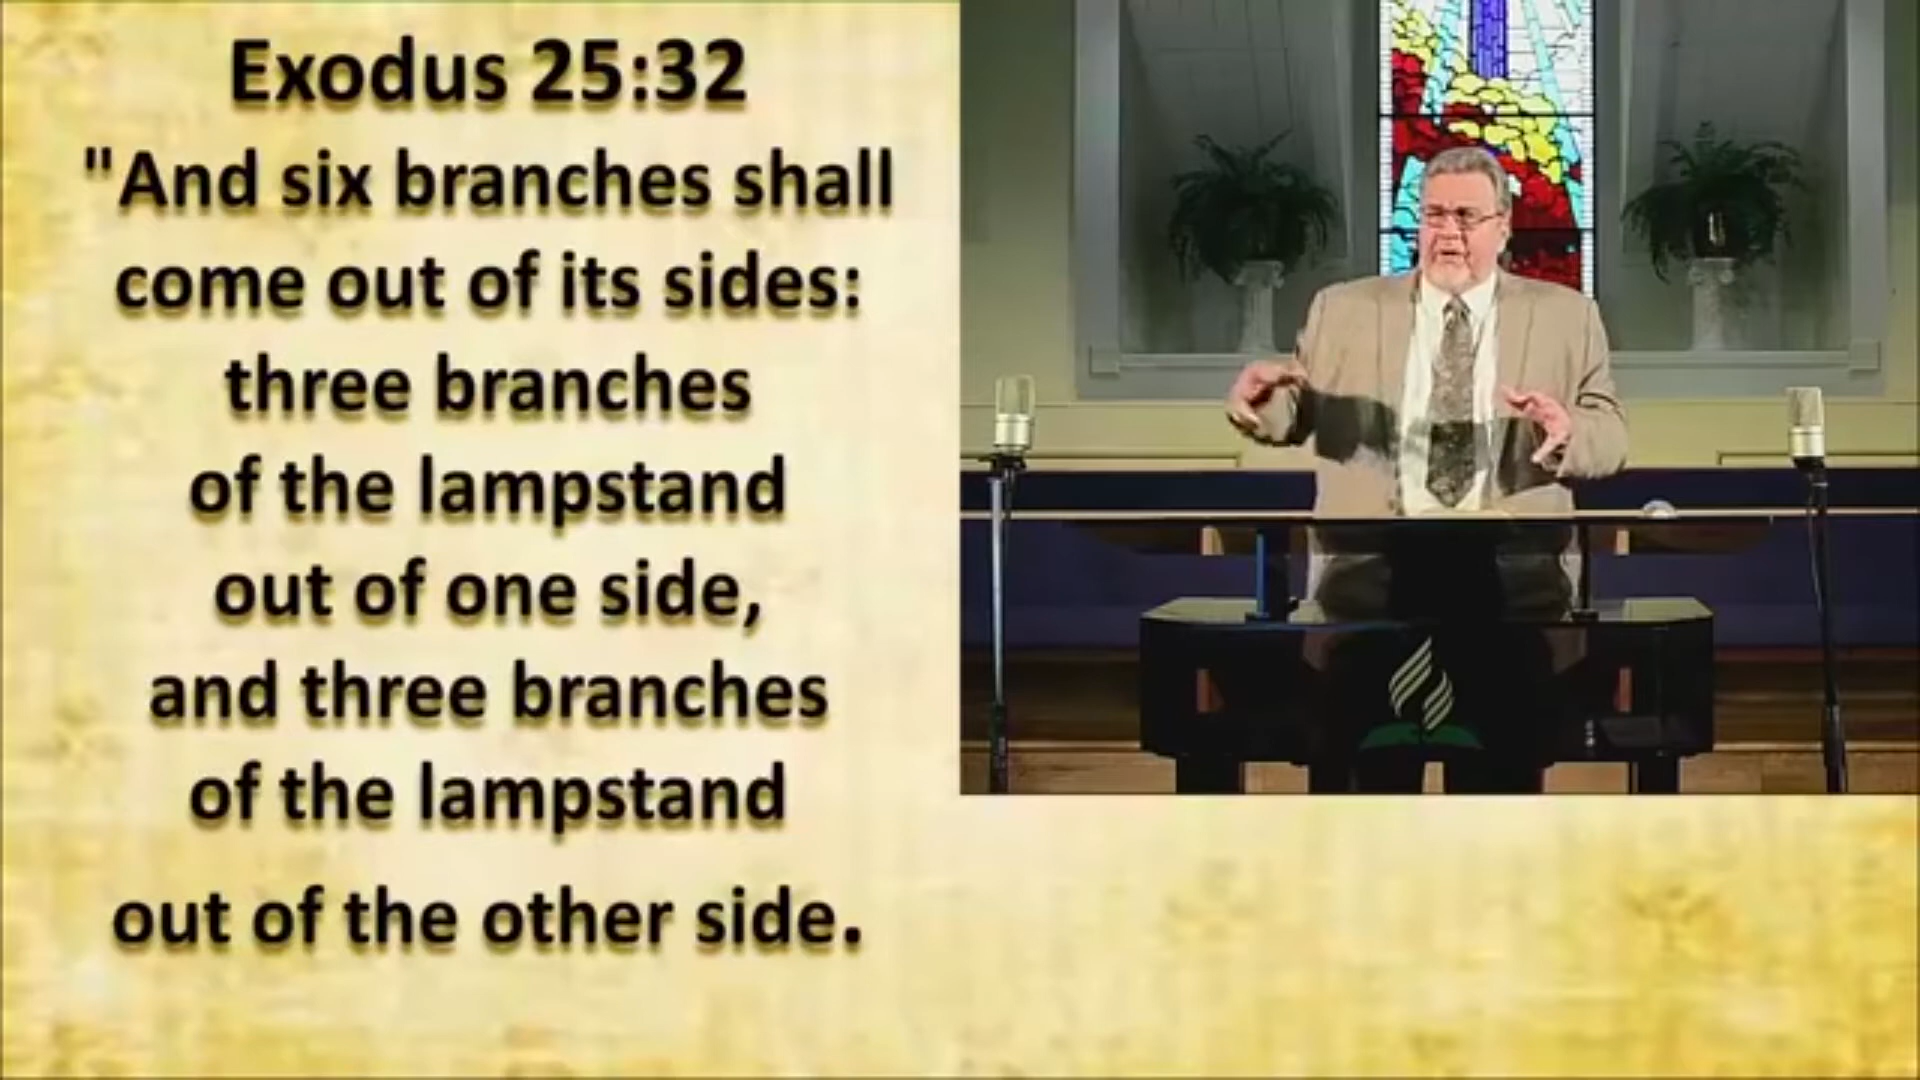 Exodus 25:32
"And six branches shall
come out of its sides:
three branches
of the lampstand
out of one side,
and three branches
of the lampstand
out of the other side.